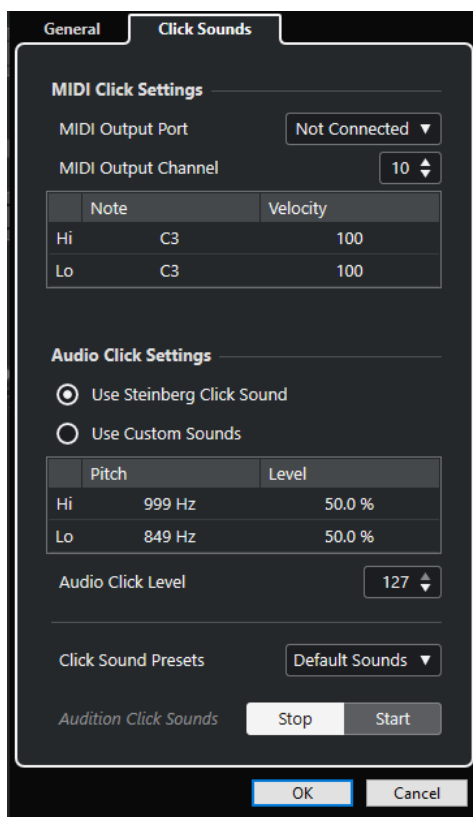 General Click Sounds
MIDI Click Settings
MIDI Output Port Not Connected
MIDI Output Channel 10
Note Velocity
Hi C3 100
Lo C3 100
Audio Click Settings
Use Steinberg Click Sound
Use Custom Sounds
Pitch Level
Hi 999 Hz 50.0 %
Lo 849 Hz 50.0 %
Audio Click Level 127
Click Sound Presets Default Sounds
Audition Click Sounds Stop Start
OK Cancel